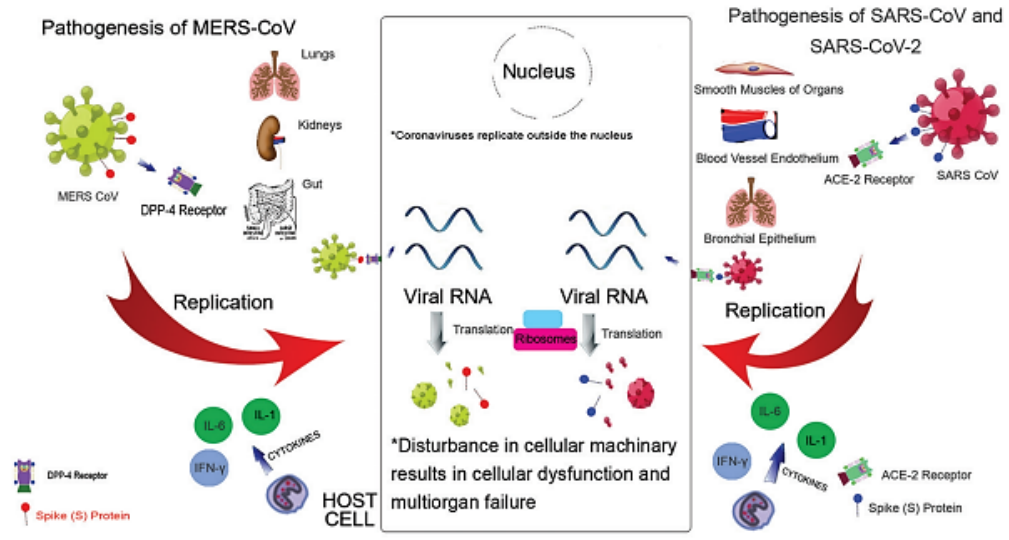 Pathogenesis of MERS-CoV
Lungs
Kidneys
Gut
MERS CoV
DPP-4 Receptor
Replication
IL-6
IL-1
IFN-γ
CYTOKINES
DPP-4 Receptor
Spike (S) Protein
HOST
CELL
Nucleus
*Coronaviruses replicate outside the nucleus
Viral RNA
Viral RNA
Translation
Ribosomes
Translation
*Disturbance in cellular machinary
results in cellular dysfunction and
multiorgan failure
Pathogenesis of SARS-CoV and
SARS-CoV-2
Smooth Muscles of Organs
Blood Vessel Endothelium
ACE-2 Receptor
SARS CoV
Bronchial Epithelium
Replication
IL-6
IL-1
IFN-γ
CYTOKINES
ACE-2 Receptor
Spike (S) Protein